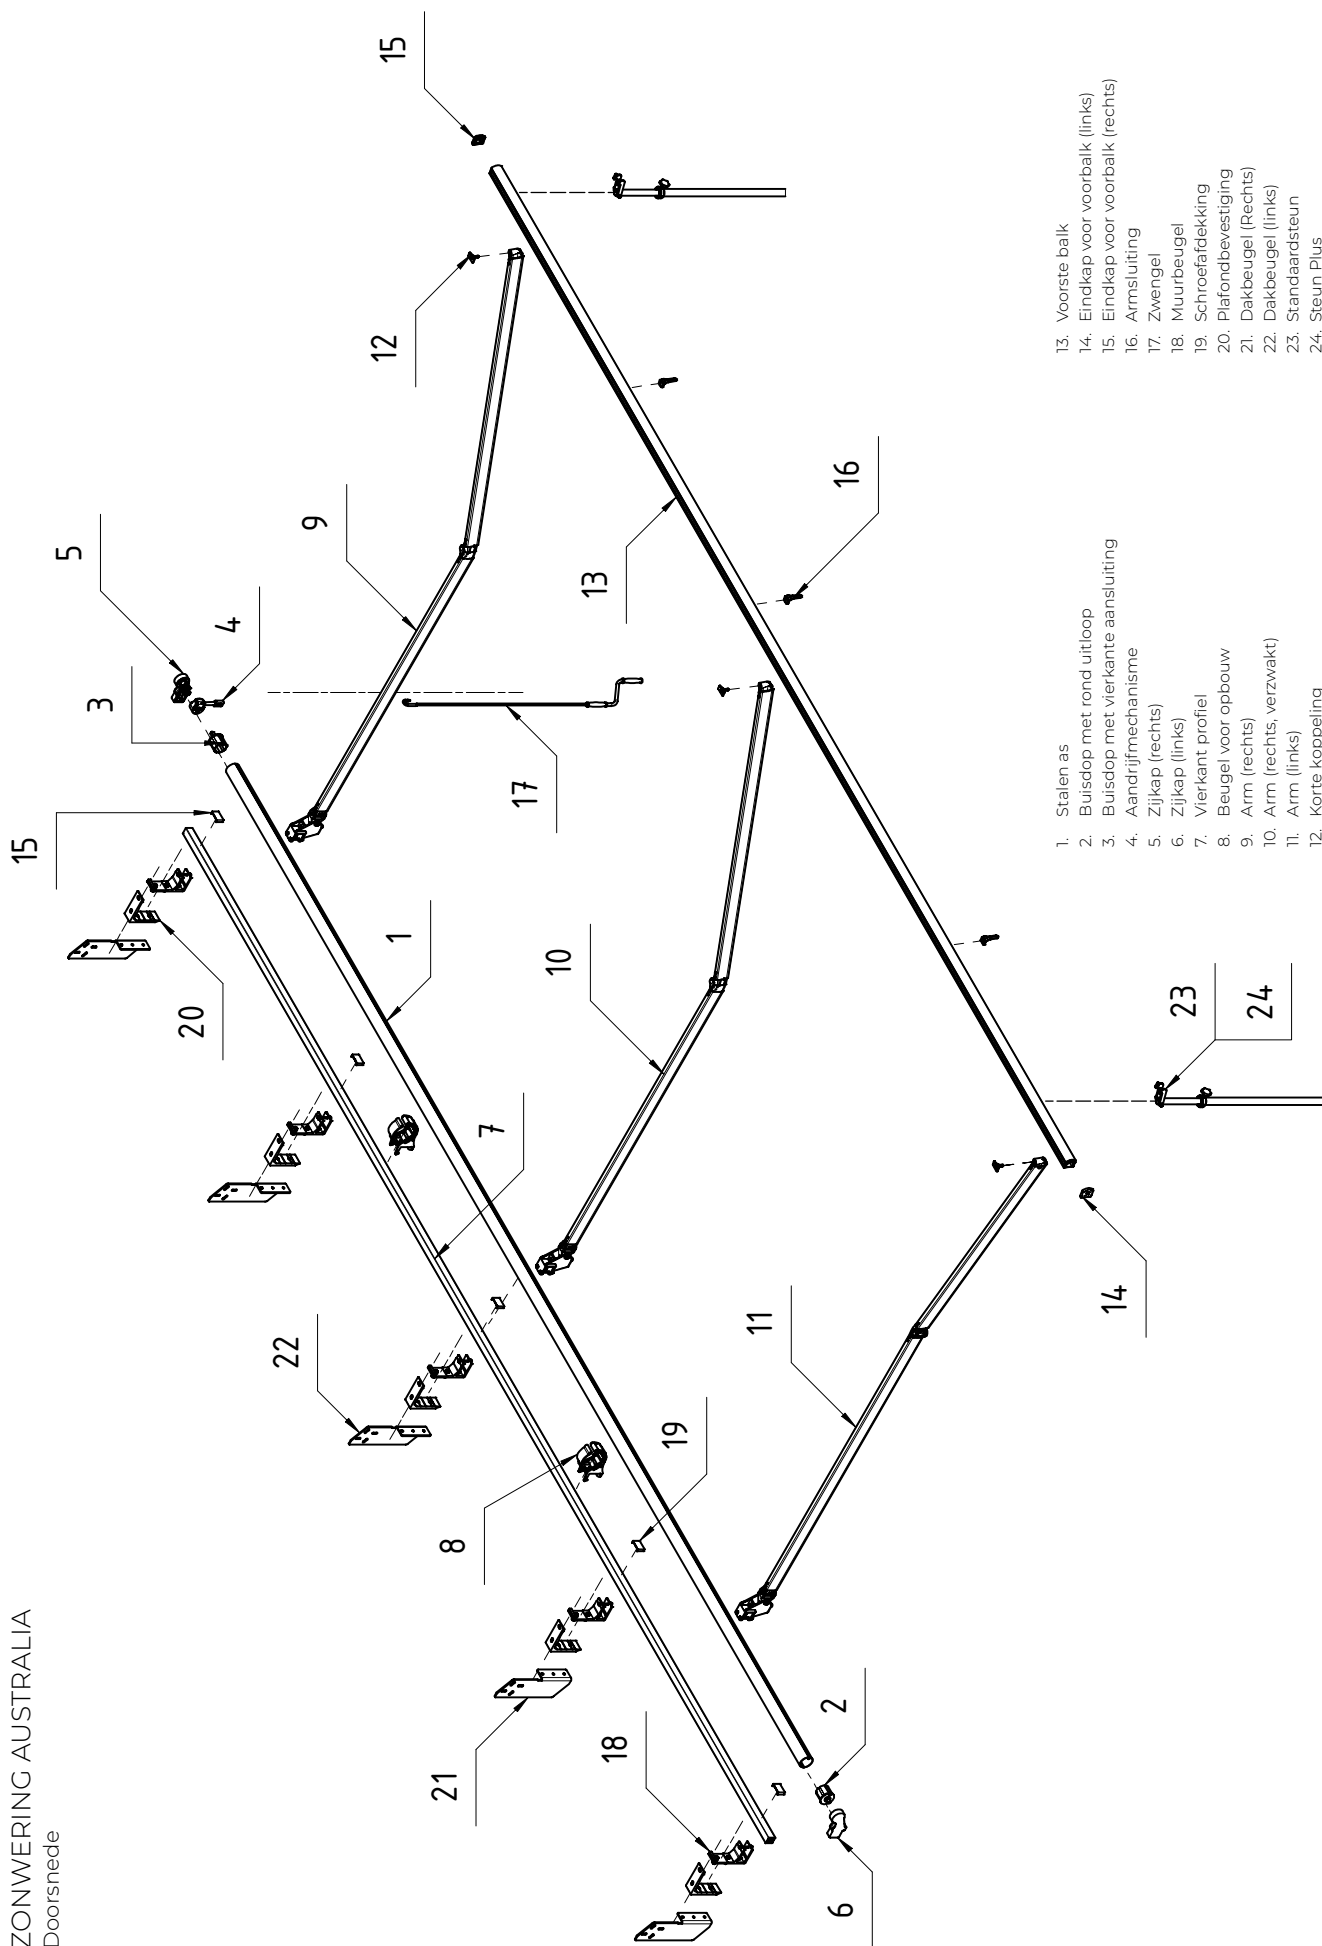 ZONWERING AUSTRALIA
Doorsnede
15
3
5
4
12
15
9
20
1
17
13
16
22
7
10
8
19
11
23
24
21
18
2
6
14
1. Stalen as
2. Buisdop met rond uitloop
3. Buisdop met vierkante aansluiting
4. Aandrijfmechanisme
5. Zijkap (rechts)
6. Zijkap (links)
7. Vierkant profiel
8. Beugel voor opbouw
9. Arm (rechts)
10. Arm (rechts, verzwakt)
11. Arm (links)
12. Korte koppeling
13. Voorste balk
14. Eindkap voor voorbalk (links)
15. Eindkap voor voorbalk (rechts)
16. Armsluiting
17. Zwengel
18. Muurbeugel
19. Schroefafdekking
20. Plafondbevestiging
21. Dakbeugel (Rechts)
22. Dakbeugel (links)
23. Standaardsteun
24. Steun Plus